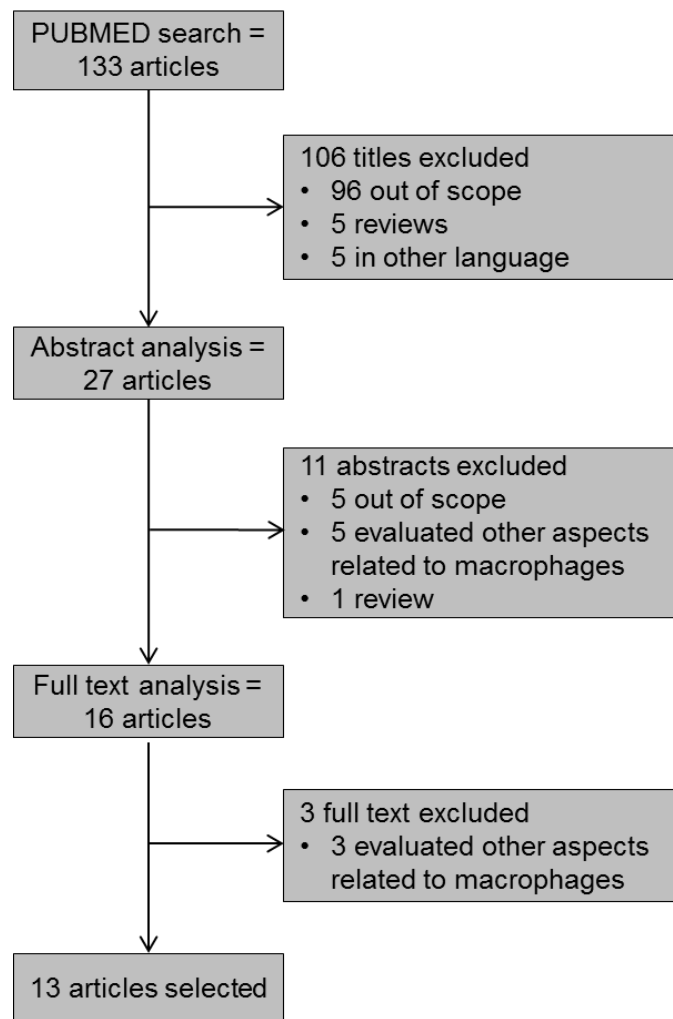 PUBMED search =
133 articles
106 titles excluded
• 96 out of scope
• 5 reviews
• 5 in other language
Abstract analysis =
27 articles
11 abstracts excluded
• 5 out of scope
• 5 evaluated other aspects
related to macrophages
• 1 review
Full text analysis =
16 articles
3 full text excluded
• 3 evaluated other aspects
related to macrophages
13 articles selected